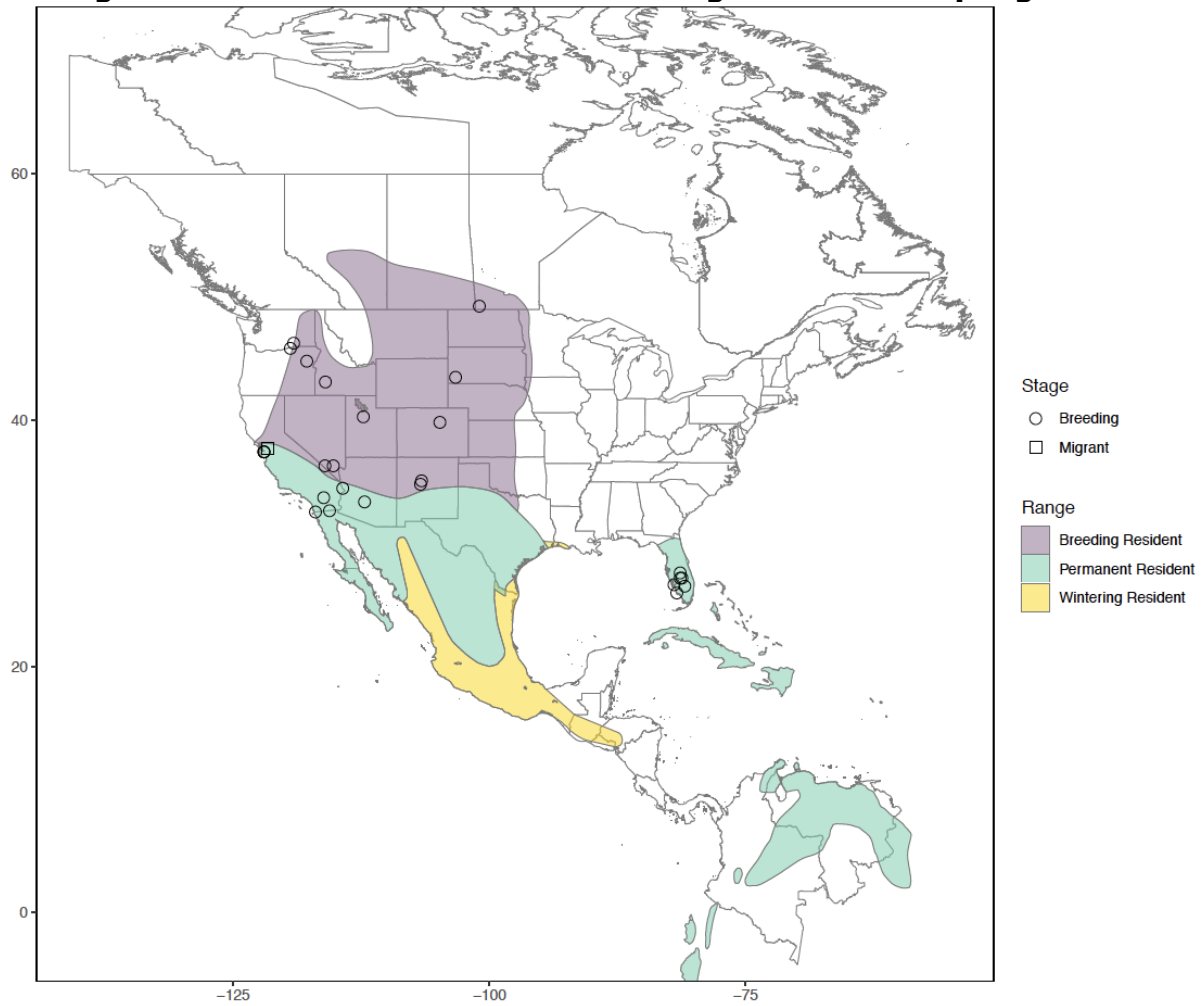 60
40
20
0
−125
−100
−75
Stage
Breeding
Migrant
Range
Breeding Resident
Permanent Resident
Wintering Resident